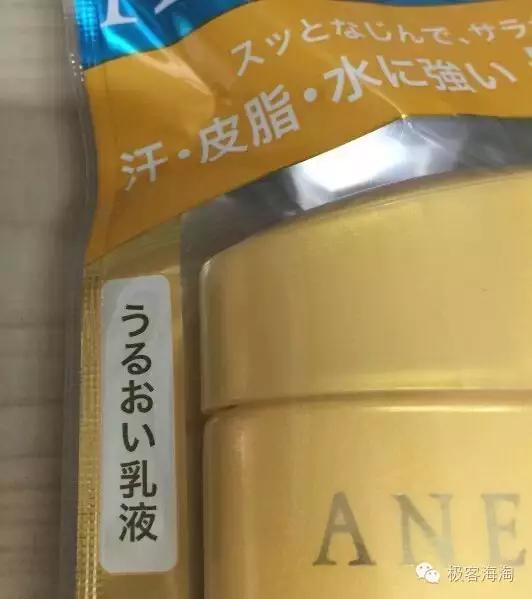 スッとなじんで、サラ
汗・皮脂・水に強い
うるおい乳液
ANE
极客海淘